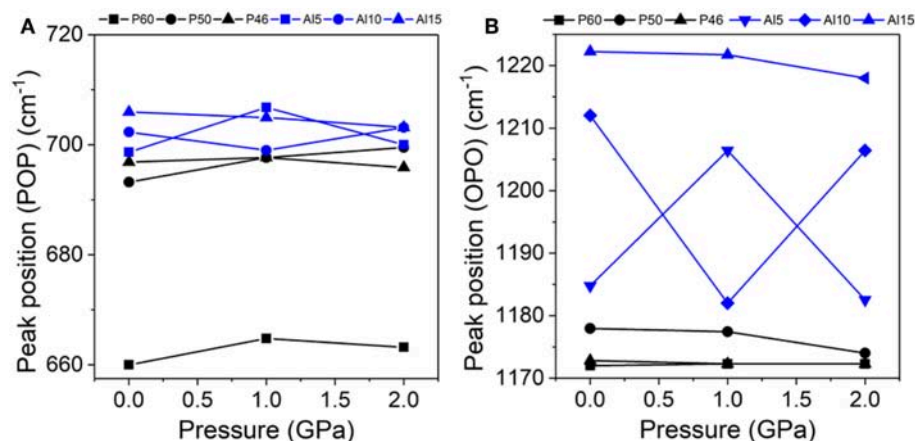 A
P60 P50 P46 Al5 Al10 Al15
720
700
680
660
Peak position (POP) (cm⁻¹)
0.0 0.5 1.0 1.5 2.0
Pressure (GPa)
B
P60 P50 P46 Al5 Al10 Al15
1220
1210
1200
1190
1180
1170
Peak position (OPO) (cm⁻¹)
0.0 0.5 1.0 1.5 2.0
Pressure (GPa)